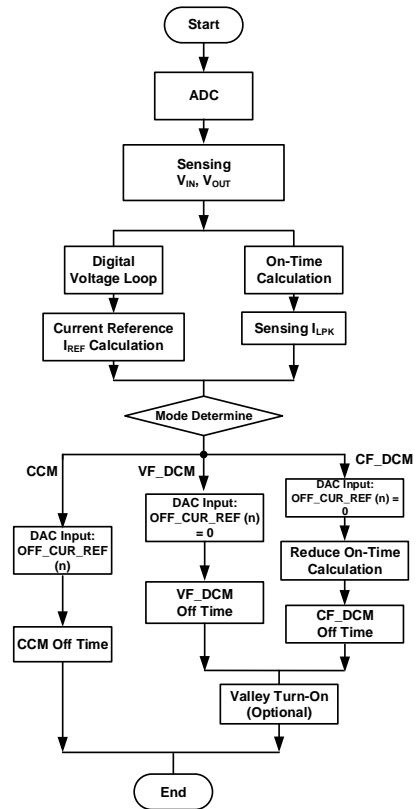 Start
ADC
Sensing
VIN, VOUT
Digital
Voltage Loop
On-Time
Calculation
Current Reference
IREF Calculation
Sensing ILPK
Mode Determine
CCM
VF_DCM
CF_DCM
DAC Input:
OFF_CUR_REF
(n)
DAC Input:
OFF_CUR_REF (n)
= 0
DAC Input:
OFF_CUR_REF (n) =
0
Reduce On-Time
Calculation
CCM Off Time
VF_DCM
Off Time
CF_DCM
Off Time
Valley Turn-On
(Optional)
End